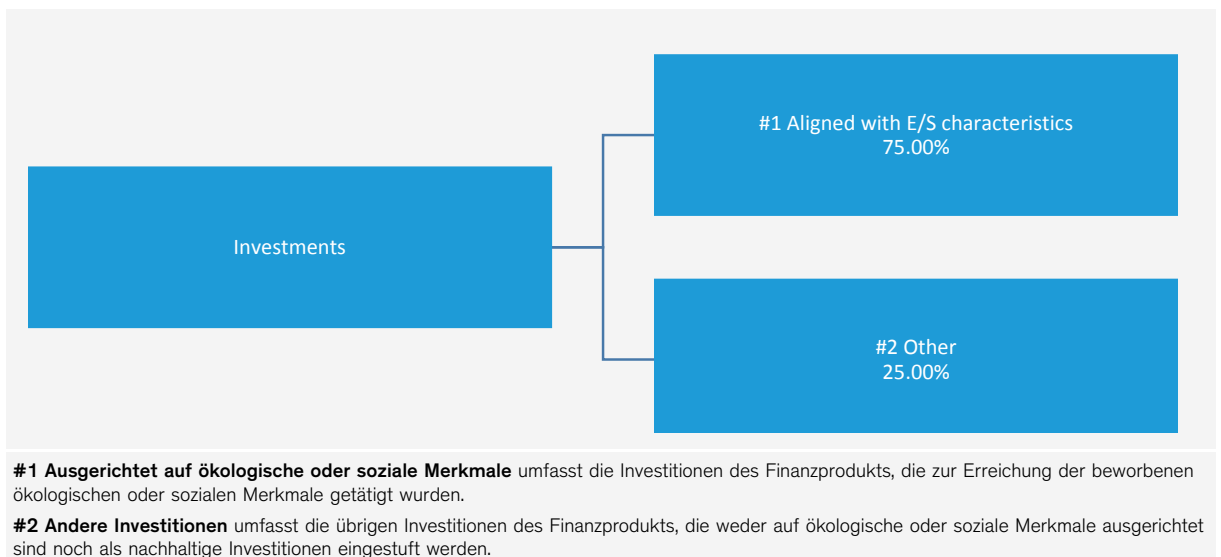 #1 Aligned with E/S characteristics
75.00%
Investments
#2 Other
25.00%
#1 Ausgerichtet auf ökologische oder soziale Merkmale umfasst die Investitionen des Finanzprodukts, die zur Erreichung der beworbenen
ökologischen oder sozialen Merkmale getätigt wurden.
#2 Andere Investitionen umfasst die übrigen Investitionen des Finanzprodukts, die weder auf ökologische oder soziale Merkmale ausgerichtet
sind noch als nachhaltige Investitionen eingestuft werden.